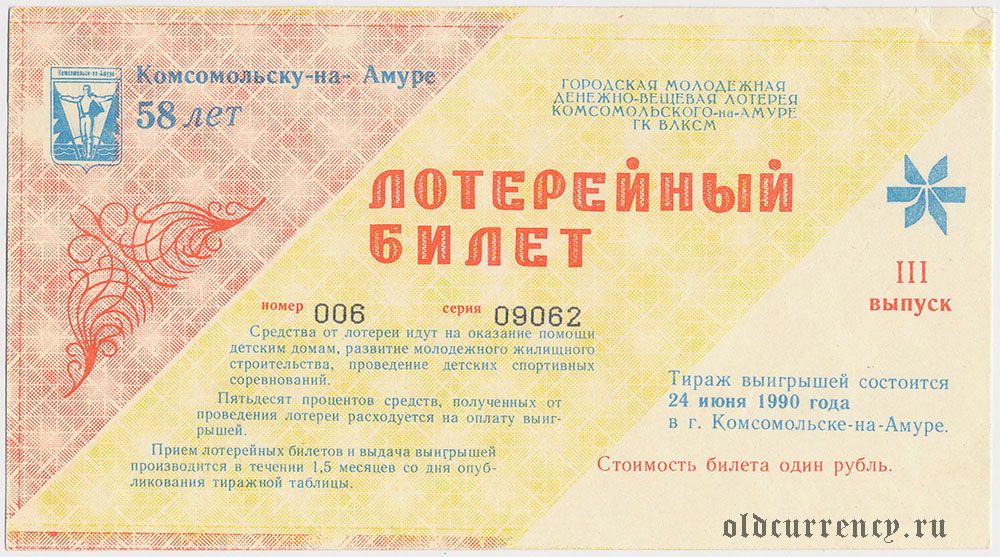 Комсомольск-на-Амуре
Комсомольску-на- Амуре
58 лет
ГОРОДСКАЯ МОЛОДЕЖНАЯ
ДЕНЕЖНО-ВЕЩЕВАЯ ЛОТЕРЕЯ
КОМСОМОЛЬСКОГО-на-АМУРЕ
ГК ВЛКСМ
ЛОТЕРЕЙНЫЙ
БИЛЕТ
III
выпуск
номер 006 серия 09062
Средства от лотереи идут на оказание помощи
детским домам, развитие молодежного жилищного
строительства, проведение детских спортивных
соревнований.
Пятьдесят процентов средств, полученных от
проведения лотереи расходуется на оплату выиг-
рышей.
Прием лотерейных билетов и выдача выигрышей
производится в течении 1,5 месяцев со дня опуб-
ликования тиражной таблицы.
Тираж выигрышей состоится
24 июня 1990 года
в г. Комсомольске-на-Амуре.
Стоимость билета один рубль.
oldcurrency.ru